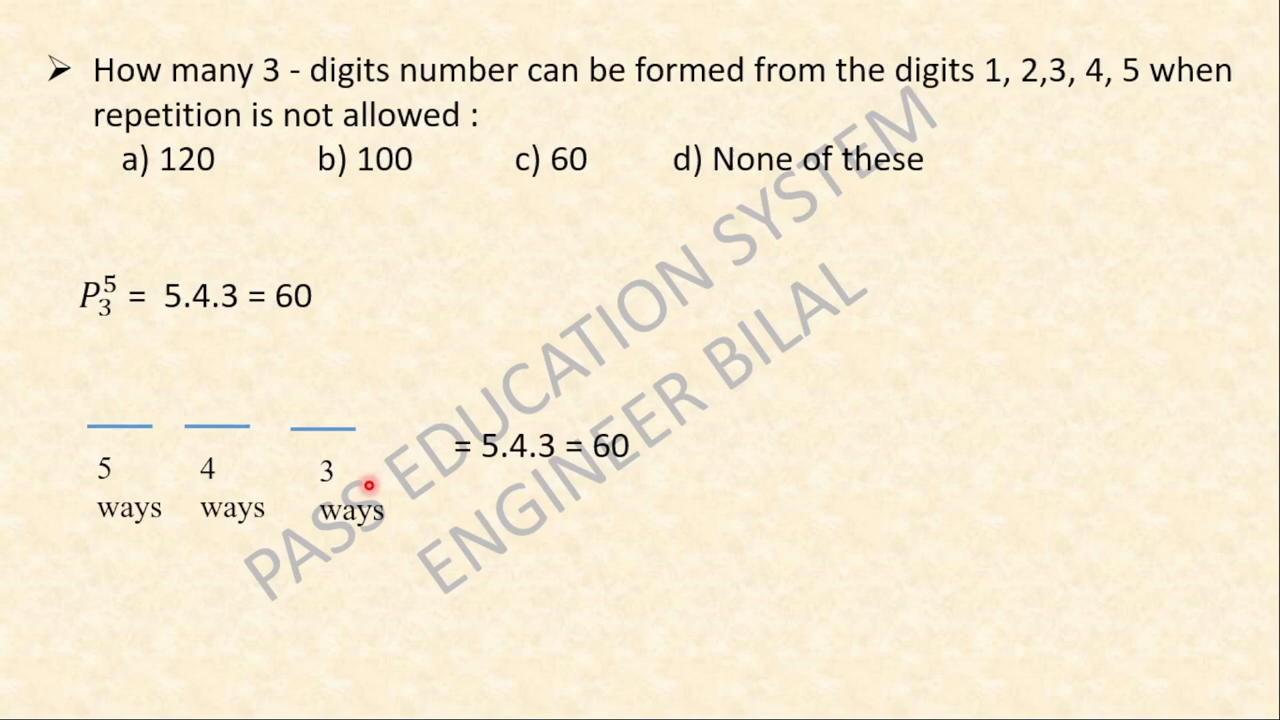 ➢ How many 3 - digits number can be formed from the digits 1, 2,3, 4, 5 when
repetition is not allowed :
a) 120 b) 100 c) 60 d) None of these
P₃⁵ = 5.4.3 = 60
= 5.4.3 = 60
5 4 3
ways ways ways
PASS EDUCATION SYSTEM
ENGINEER BILAL